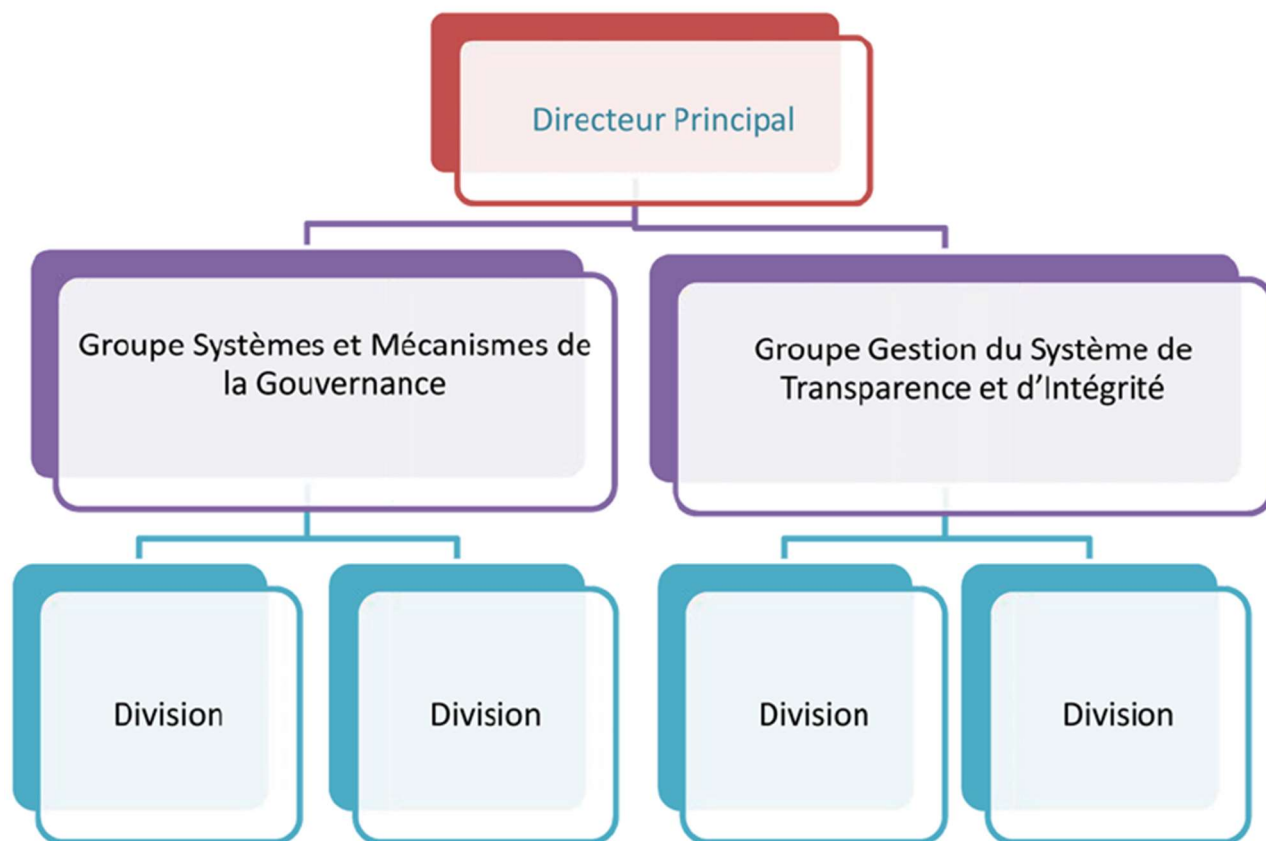 Directeur Principal
Groupe Systèmes et Mécanismes de
la Gouvernance
Groupe Gestion du Système de
Transparence et d’Intégrité
Division
Division
Division
Division